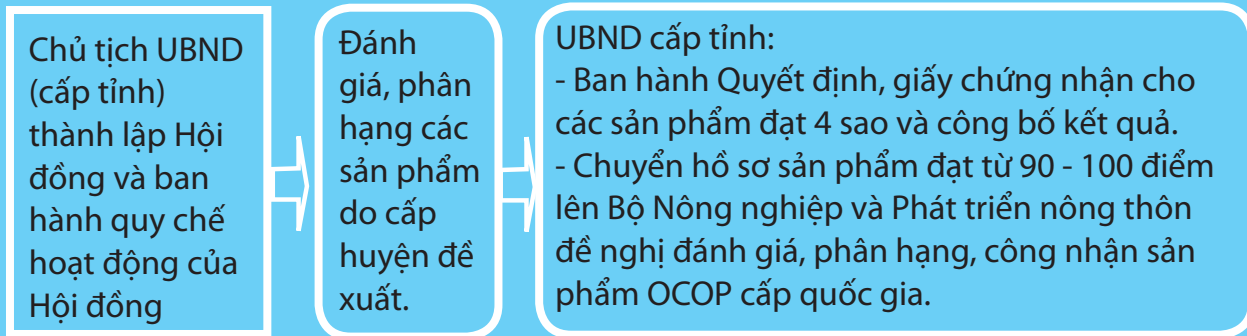 Chủ tịch UBND
(cấp tỉnh)
thành lập Hội
đồng và ban
hành quy chế
hoạt động của
Hội đồng
Đánh
giá, phân
hạng các
sản phẩm
do cấp
huyện đề
xuất.
UBND cấp tỉnh:
- Ban hành Quyết định, giấy chứng nhận cho
các sản phẩm đạt 4 sao và công bố kết quả.
- Chuyển hồ sơ sản phẩm đạt từ 90 - 100 điểm
lên Bộ Nông nghiệp và Phát triển nông thôn
đề nghị đánh giá, phân hạng, công nhận sản
phẩm OCOP cấp quốc gia.